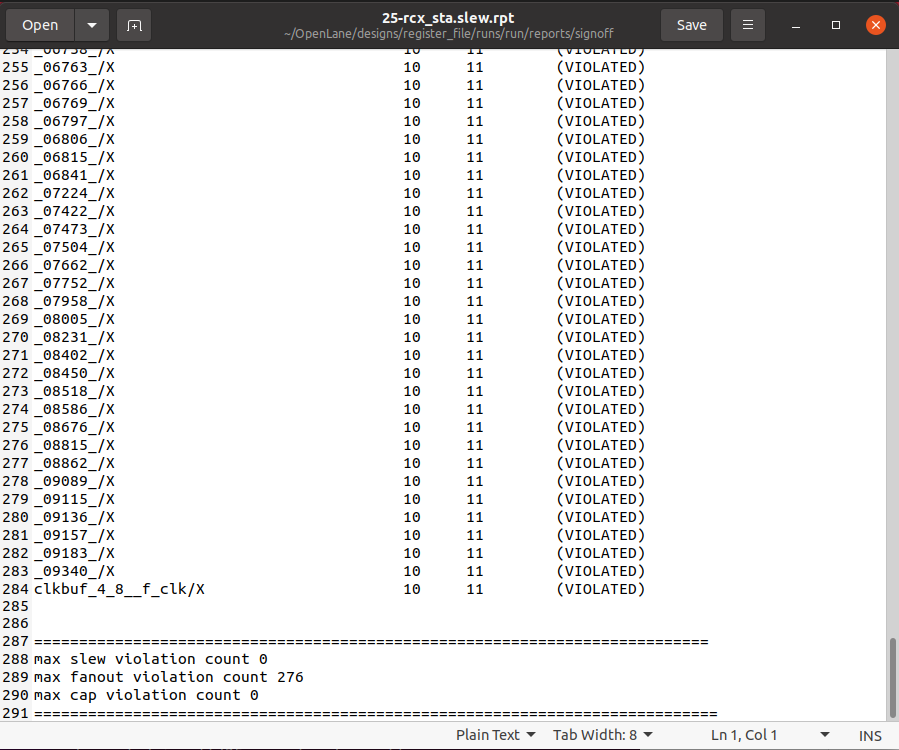 Open
25-rcx_sta.slew.rpt
~/OpenLane/designs/register_file/runs/run/reports/signoff
Save
254 _06758_/X 10 11 (VIOLATED)
255 _06763_/X 10 11 (VIOLATED)
256 _06766_/X 10 11 (VIOLATED)
257 _06769_/X 10 11 (VIOLATED)
258 _06797_/X 10 11 (VIOLATED)
259 _06806_/X 10 11 (VIOLATED)
260 _06815_/X 10 11 (VIOLATED)
261 _06841_/X 10 11 (VIOLATED)
262 _07224_/X 10 11 (VIOLATED)
263 _07422_/X 10 11 (VIOLATED)
264 _07473_/X 10 11 (VIOLATED)
265 _07504_/X 10 11 (VIOLATED)
266 _07662_/X 10 11 (VIOLATED)
267 _07752_/X 10 11 (VIOLATED)
268 _07958_/X 10 11 (VIOLATED)
269 _08005_/X 10 11 (VIOLATED)
270 _08231_/X 10 11 (VIOLATED)
271 _08402_/X 10 11 (VIOLATED)
272 _08450_/X 10 11 (VIOLATED)
273 _08518_/X 10 11 (VIOLATED)
274 _08586_/X 10 11 (VIOLATED)
275 _08676_/X 10 11 (VIOLATED)
276 _08815_/X 10 11 (VIOLATED)
277 _08862_/X 10 11 (VIOLATED)
278 _09089_/X 10 11 (VIOLATED)
279 _09115_/X 10 11 (VIOLATED)
280 _09136_/X 10 11 (VIOLATED)
281 _09157_/X 10 11 (VIOLATED)
282 _09183_/X 10 11 (VIOLATED)
283 _09340_/X 10 11 (VIOLATED)
284 clkbuf_4_8__f_clk/X 10 11 (VIOLATED)
285
286
287 ===========================================================================
288 max slew violation count 0
289 max fanout violation count 276
290 max cap violation count 0
291 ============================================================================
Plain Text Tab Width: 8 Ln 1, Col 1 INS